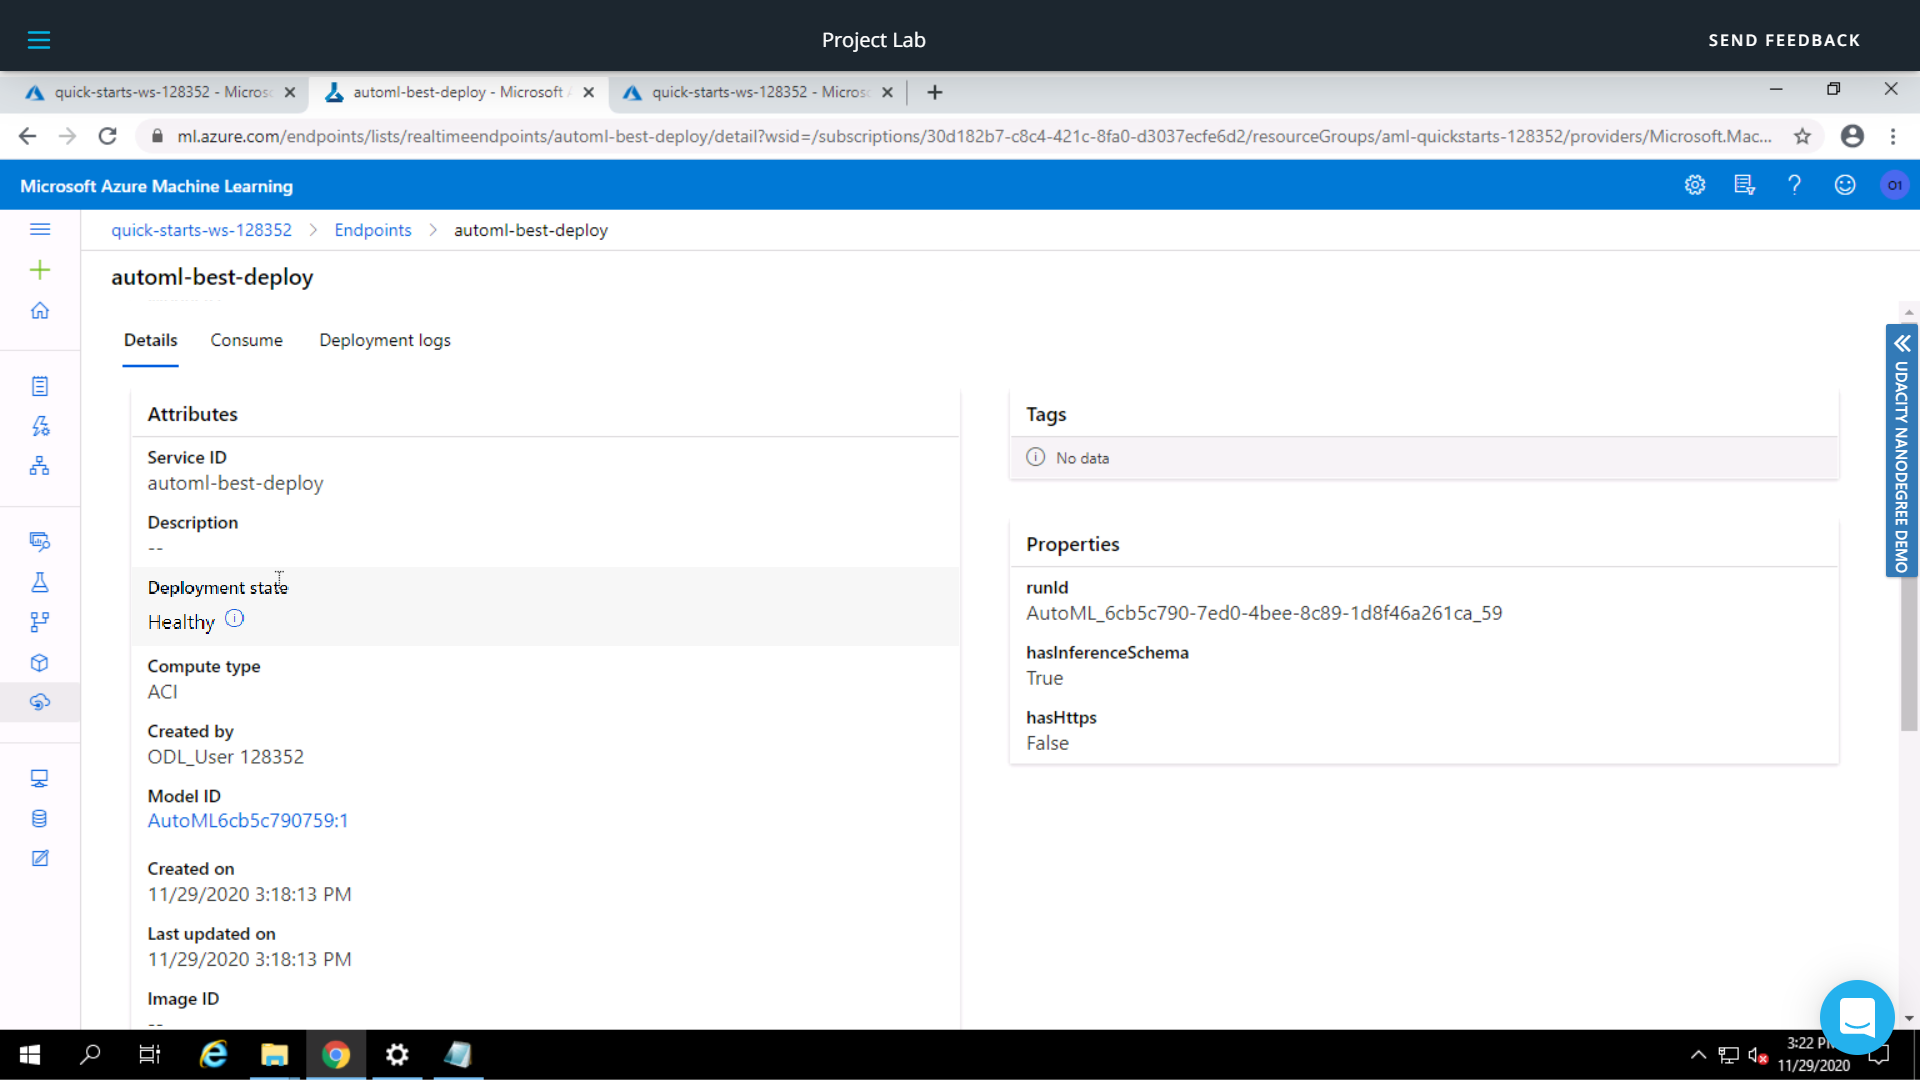 Project Lab
SEND FEEDBACK
quick-starts-ws-128352 - Micros
automl-best-deploy - Microsoft
quick-starts-ws-128352 - Micros
ml.azure.com/endpoints/lists/realtimeendpoints/automl-best-deploy/detail?wsid=/subscriptions/30d182b7-c8c4-421c-8fa0-d3037ecfe6d2/resourceGroups/aml-quickstarts-128352/providers/Microsoft.Mac...
Microsoft Azure Machine Learning
O1
quick-starts-ws-128352 > Endpoints > automl-best-deploy
automl-best-deploy
Details
Consume
Deployment logs
Attributes
Service ID
automl-best-deploy
Description
--
Deployment state
Healthy
Compute type
ACI
Created by
ODL_User 128352
Model ID
AutoML6cb5c790759:1
Created on
11/29/2020 3:18:13 PM
Last updated on
11/29/2020 3:18:13 PM
Image ID
--
Tags
No data
Properties
runId
AutoML_6cb5c790-7ed0-4bee-8c89-1d8f46a261ca_59
hasInferenceSchema
True
hasHttps
False
UDACITY NANODEGREE DEMO
3:22 P
11/29/2020